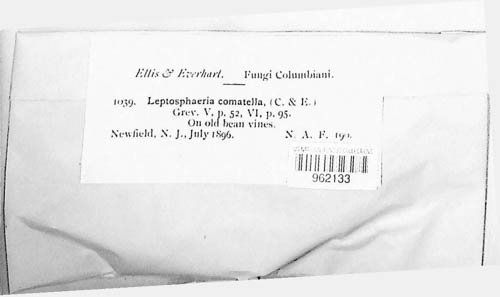 Ellis & Everhart. Fungi Columbiani.
1039. Leptosphaeria comatella, (C. & E.)
Grev. V, p. 52, VI, p. 95.
On old bean vines.
Newfield, N. J., July 1896. N. A. F. 190.
962133